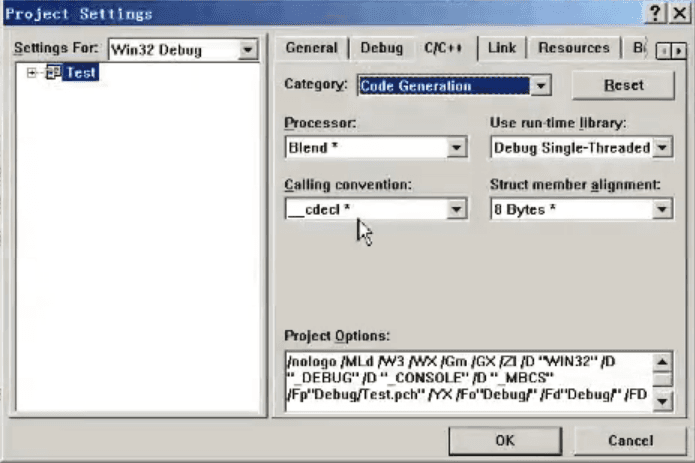 Project Settings
Settings For: Win32 Debug
Test
General Debug C/C++ Link Resources
Category: Code Generation Reset
Processor: Use run-time library:
Blend * Debug Single-Threaded
Calling convention: Struct member alignment:
__cdecl * 8 Bytes *
Project Options:
/nologo /MLd /W3 /WX /Gm /GX /ZI /D "WIN32" /D
"_DEBUG" /D "_CONSOLE" /D "_MBCS"
/Fp"Debug/Test.pch" /YX /Fo"Debug/" /Fd"Debug/" /FD
OK Cancel